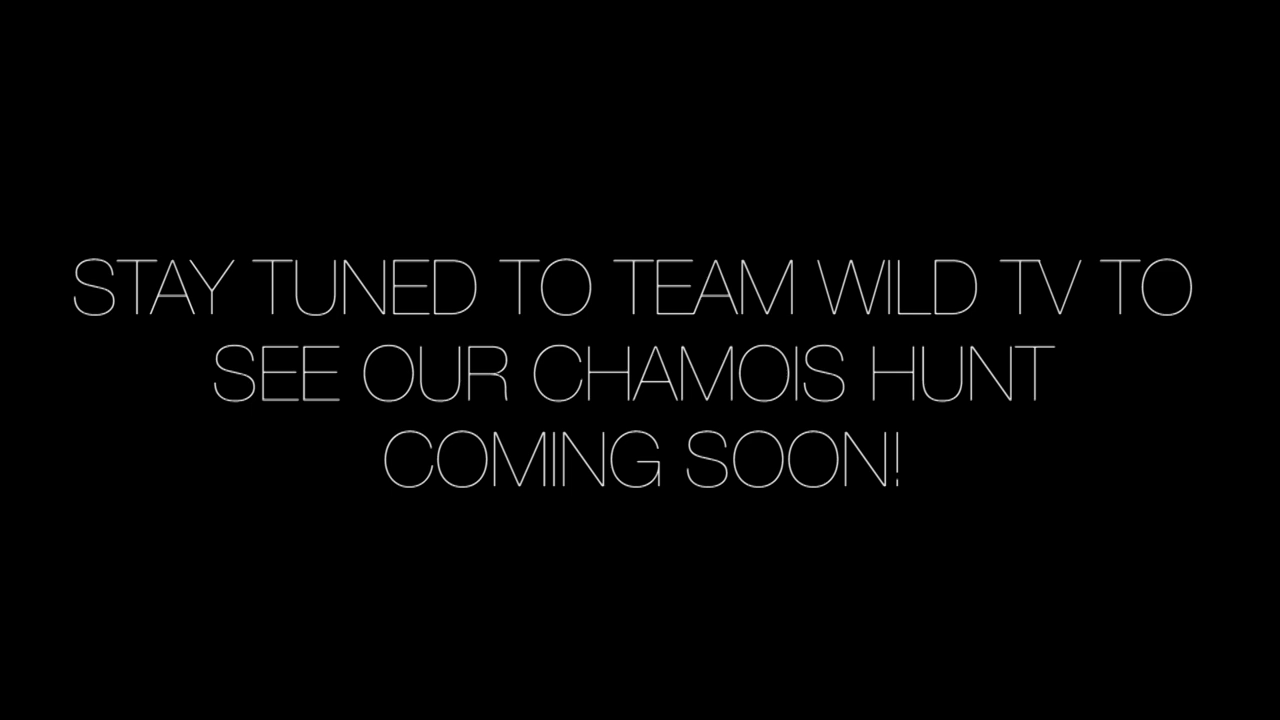 STAY TUNED TO TEAM WILD TV TO
SEE OUR CHAMOIS HUNT
COMING SOON!